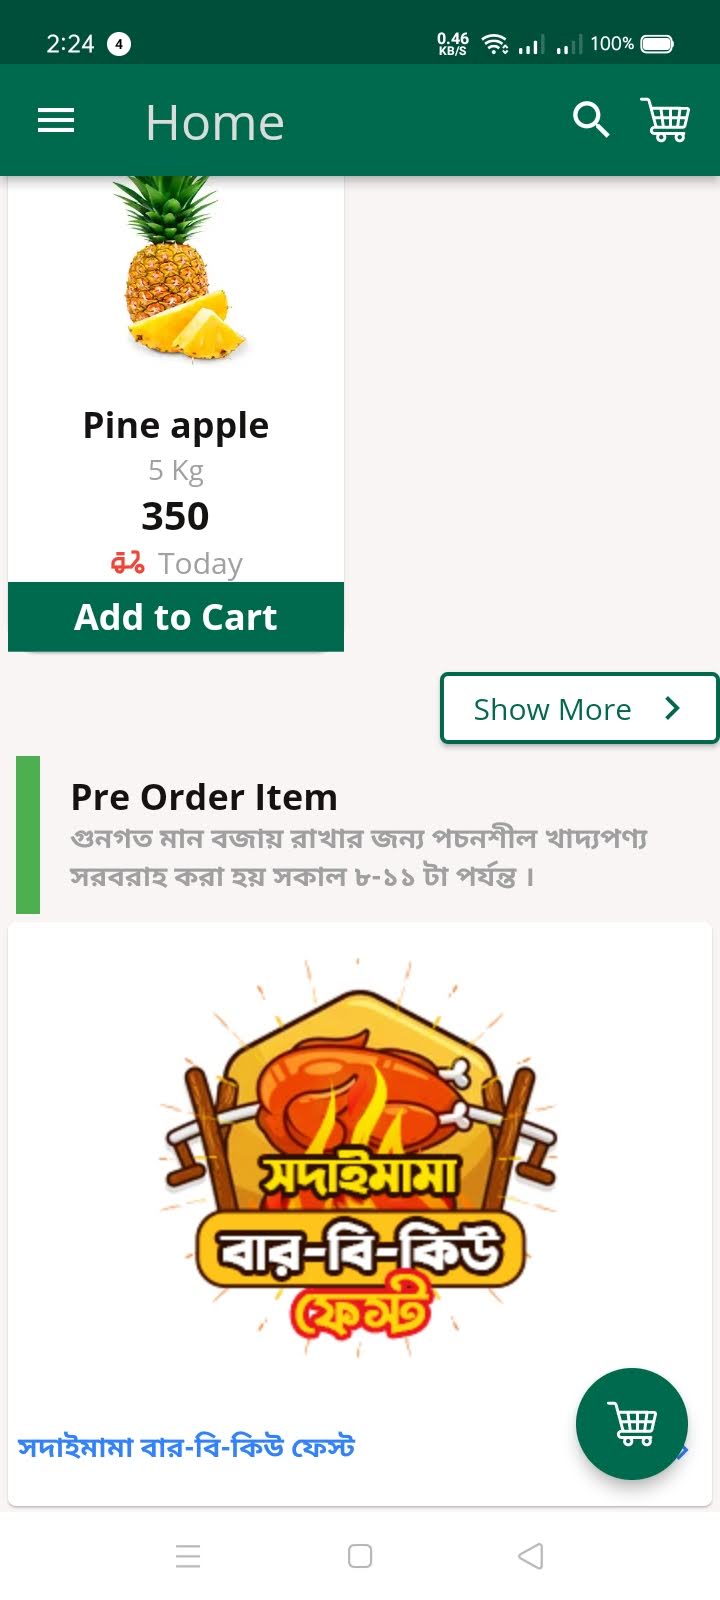 2:24 4 0.46 KB/S 100%
Home
Pine apple
5 Kg
350
Today
Add to Cart
Show More
Pre Order Item
গুনগত মান বজায় রাখার জন্য পচনশীল খাদ্যপণ্য
সরবরাহ করা হয় সকাল ৮-১১ টা পর্যন্ত ।
সদাইমামা
বার-বি-কিউ
ফেস্ট
সদাইমামা বার-বি-কিউ ফেস্ট